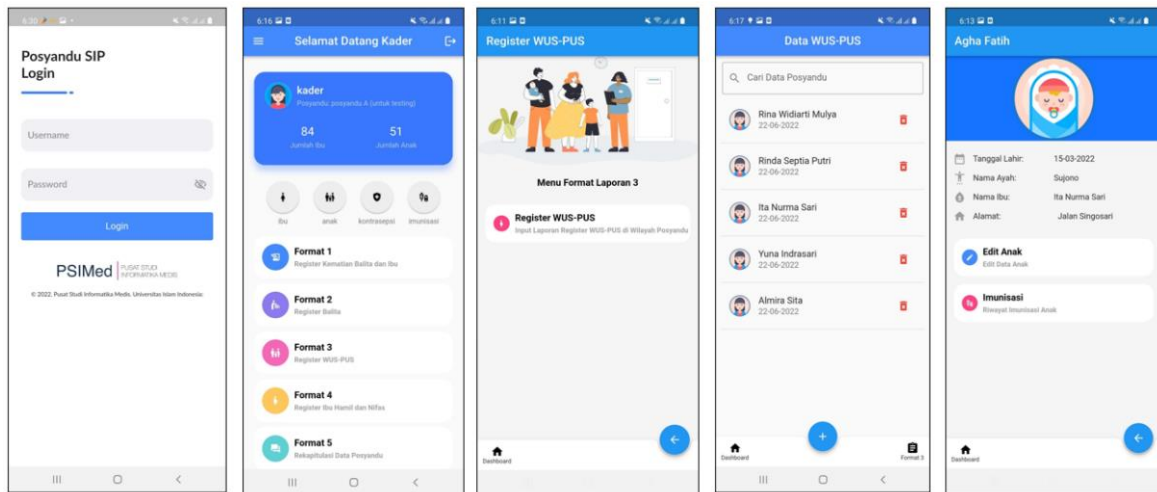 6:30
Posyandu SIP
Login
Username
Password
Login
PSIMed PUSAT STUDI
INFORMATIKA MEDIS
© 2022. Pusat Studi Informatika Medis. Universitas Islam Indonesia
6:16
Selamat Datang Kader
kader
Posyandu: posyandu A (untuk testing)
84 51
Jumlah Ibu Jumlah Anak
ibu anak kontrasepsi imunisasi
Format 1
Register Kematian Balita dan Ibu
Format 2
Register Balita
Format 3
Register WUS-PUS
Format 4
Register Ibu Hamil dan Nifas
Format 5
Rekapitulasi Data Posyandu
6:11
Register WUS-PUS
Menu Format Laporan 3
Register WUS-PUS
Input Laporan Register WUS-PUS di Wilayah Posyandu
Dashboard
6:17
Data WUS-PUS
Cari Data Posyandu
Rina Widiarti Mulya
22-06-2022
Rinda Septia Putri
22-06-2022
Ita Nurma Sari
22-06-2022
Yuna Indrasari
22-06-2022
Almira Sita
22-06-2022
Dashboard Format 3
6:13
Agha Fatih
Tanggal Lahir: 15-03-2022
Nama Ayah: Sujono
Nama Ibu: Ita Nurma Sari
Alamat: Jalan Singosari
Edit Anak
Edit Data Anak
Imunisasi
Riwayat Imunisasi Anak
Dashboard